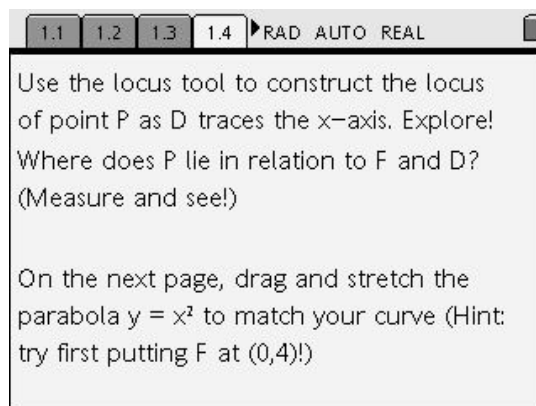 1.1 1.2 1.3 1.4 RAD AUTO REAL
Use the locus tool to construct the locus
of point P as D traces the x−axis. Explore!
Where does P lie in relation to F and D?
(Measure and see!)
On the next page, drag and stretch the
parabola y = x² to match your curve (Hint:
try first putting F at (0,4)!)